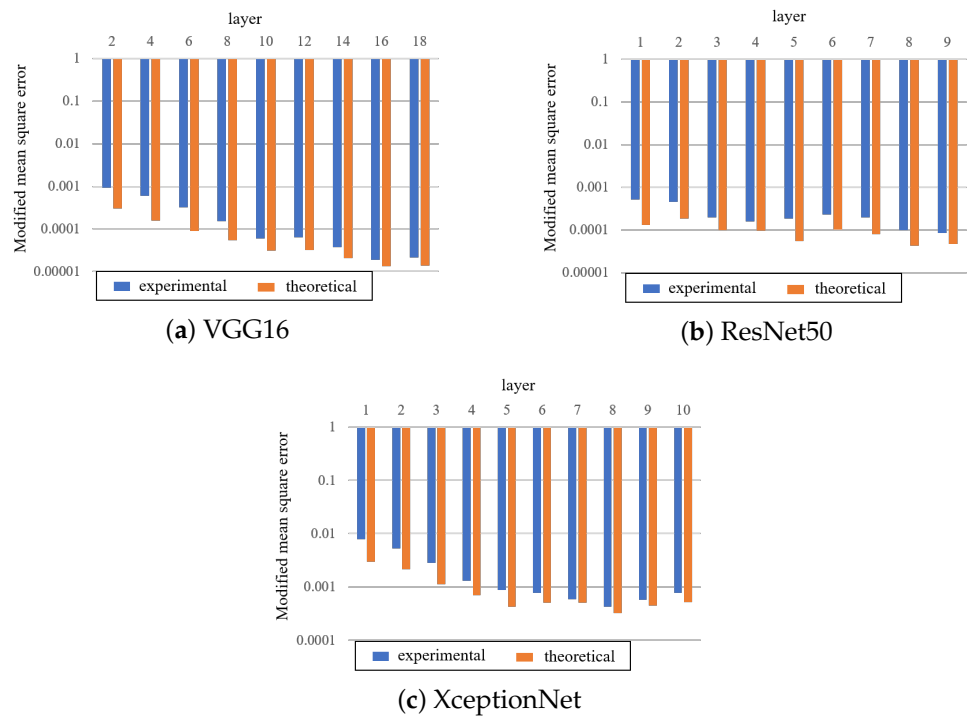 layer
2 4 6 8 10 12 14 16 18
1
0.1
0.01
0.001
0.0001
0.00001
Modified mean square error
experimental theoretical
(a) VGG16
layer
1 2 3 4 5 6 7 8 9
1
0.1
0.01
0.001
0.0001
0.00001
Modified mean square error
experimental theoretical
(b) ResNet50
layer
1 2 3 4 5 6 7 8 9 10
1
0.1
0.01
0.001
0.0001
Modified mean square error
experimental theoretical
(c) XceptionNet